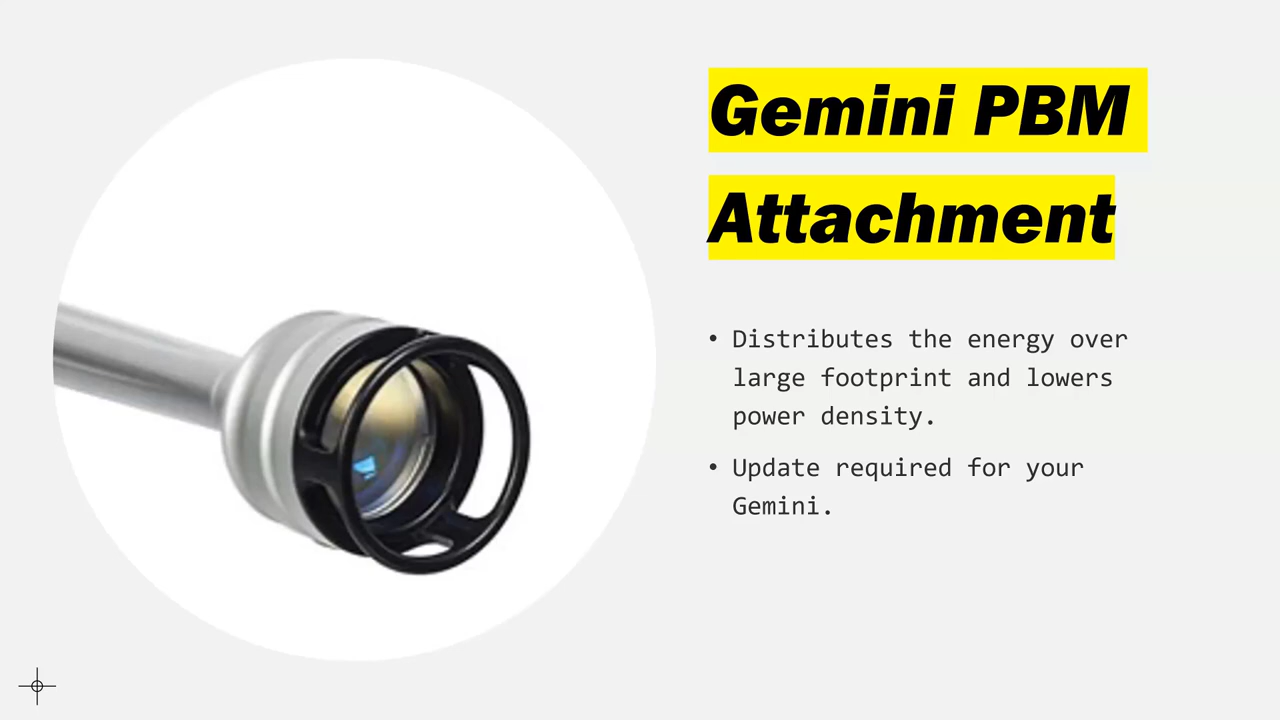 Gemini PBM
Attachment
• Distributes the energy over
large footprint and lowers
power density.
• Update required for your
Gemini.